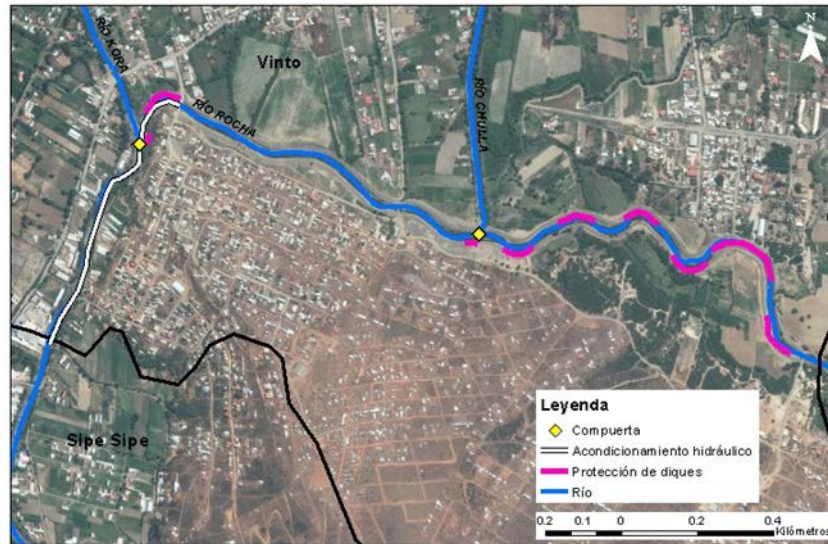 N
Vinto
RÍO KORA
RÍO ROCHA
RÍO CHULLA
Sipe Sipe
Leyenda
Compuerta
Acondicionamiento hidráulico
Protección de diques
Río
0.2 0.1 0 0.2 0.4
Kilómetros